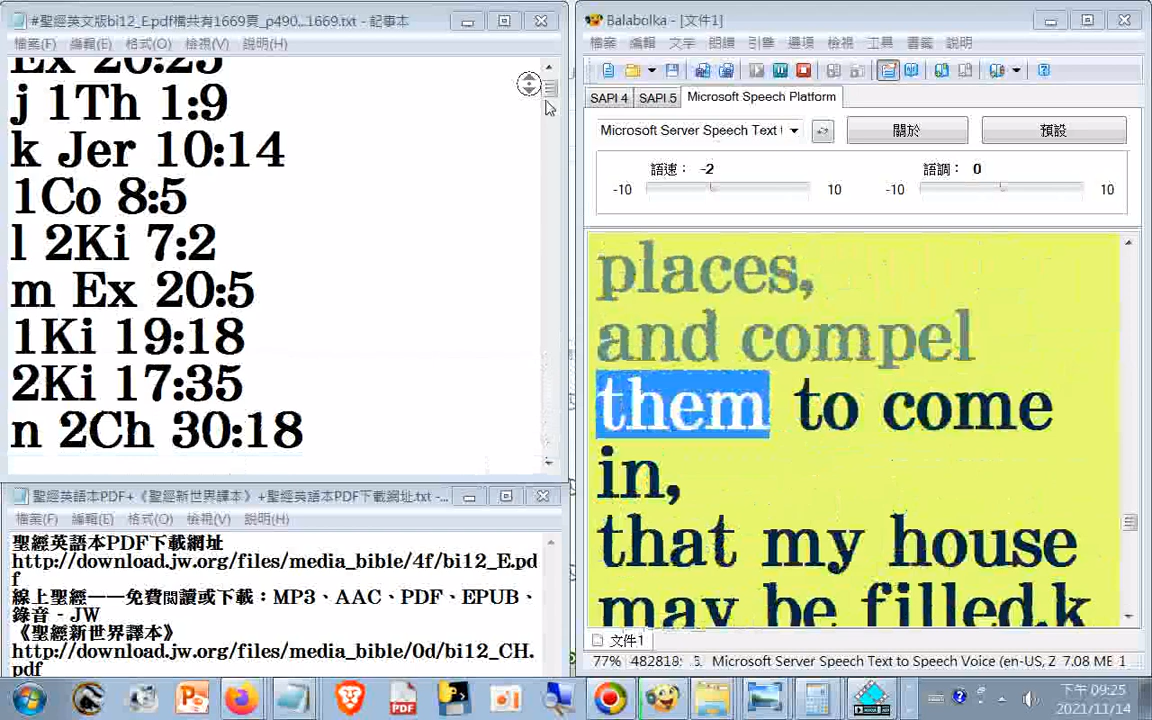 #聖經英文版bi12_E.pdf檔共有1669頁_p490,..1669.txt - 記事本
檔案(F) 編輯(E) 格式(O) 檢視(V) 說明(H)
Ex 20:23
j 1Th 1:9
k Jer 10:14
1Co 8:5
l 2Ki 7:2
m Ex 20:5
1Ki 19:18
2Ki 17:35
n 2Ch 30:18
聖經英語本PDF+《聖經新世界譯本》+聖經英語本PDF下載網址.txt -...
檔案(F) 編輯(E) 格式(O) 檢視(V) 說明(H)
聖經英語本PDF下載網址
http://download.jw.org/files/media_bible/4f/bi12_E.pd
f
線上聖經——免費閱讀或下載：MP3、AAC、PDF、EPUB、
錄音 - JW
《聖經新世界譯本》
http://download.jw.org/files/media_bible/0d/bi12_CH.
pdf
Balabolka - [文件1]
檔案 編輯 文字 朗讀 引擎 選項 檢視 工具 書籤 說明
SAPI 4 SAPI 5 Microsoft Speech Platform
Microsoft Server Speech Text 關於 預設
語速： -2 語調： 0
-10 10 -10 10
places,
and compel
them to come
in,
that my house
may be filled.k
文件1
77% Microsoft Server Speech Text to Speech Voice (en-US, Z 7.08 MB 1
下午 09:25
2021/11/14